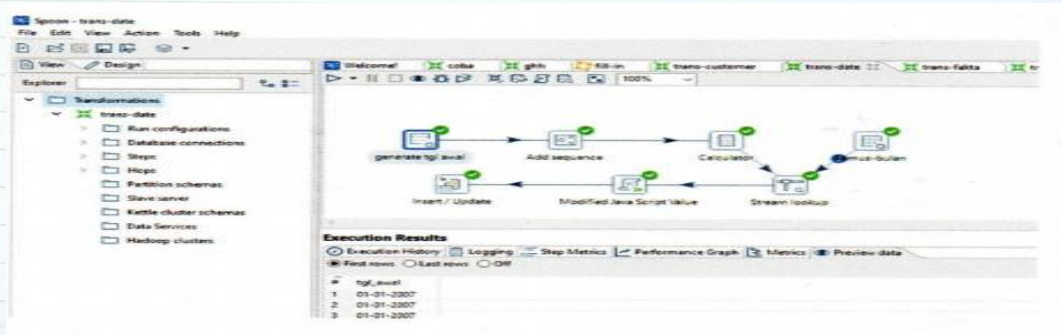 Spoon - trans-date
File Edit View Action Tools Help
View Design
Welcome! coba ghh fill-in trans-customer trans-date trans-fakta
100%
Explorer
Transformations
trans-date
Run configurations
Database connections
Steps
Hops
Partition schemas
Slave server
Kettle cluster schemas
Data Services
Hadoop clusters
generate tgl awal Add sequence Calculator
Insert / Update Modified Java Script Value Stream lookup
Execution Results
Execution History Logging Step Metrics Performance Graph Metrics Preview data
First rows Last rows Off
# tgl_awal
1 01-01-2007
2 01-01-2007
3 01-01-2007